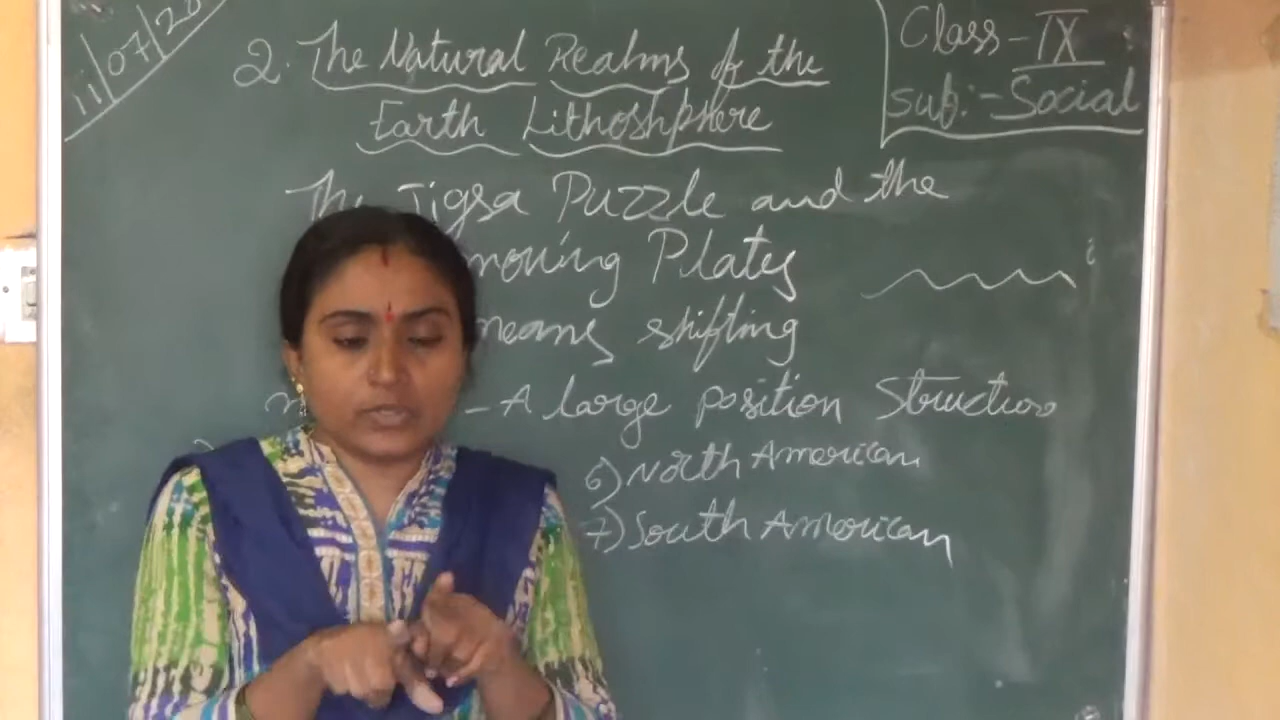 11/07/20
Class - IX
Sub:- Social
2. The Natural Realms of the
Earth Lithoshphere
The Jigsa Puzzle and the
moving Plates
means shifting
- A large position Structure
6) North American
7) South American